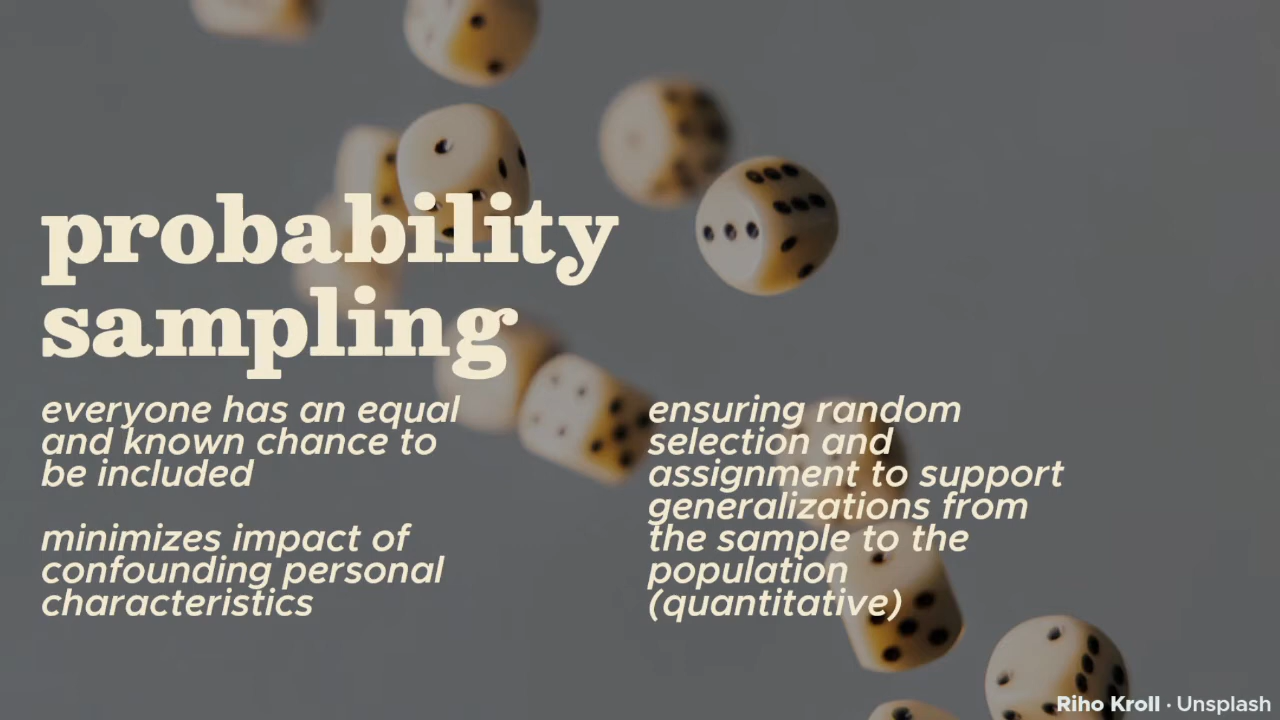 probability
sampling
everyone has an equal
and known chance to
be included
minimizes impact of
confounding personal
characteristics
ensuring random
selection and
assignment to support
generalizations from
the sample to the
population
(quantitative)
Riho Kroll · Unsplash